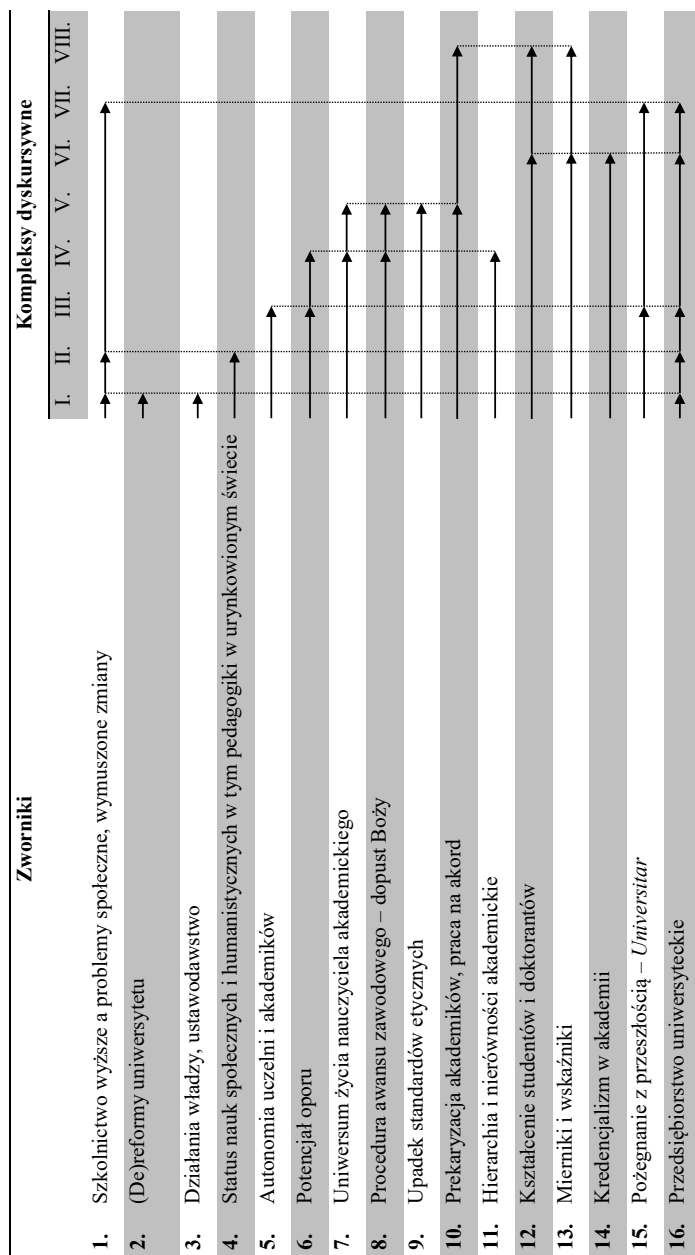 Zworniki
Kompleksy dyskursywne
I. II. III. IV. V. VI. VII. VIII.
1. Szkolnictwo wyższe a problemy społeczne, wymuszone zmiany
2. (De)reformy uniwersytetu
3. Działania władzy, ustawodawstwo
4. Status nauk społecznych i humanistycznych w tym pedagogiki w urynkowionym świecie
5. Autonomia uczelni i akademików
6. Potencjał oporu
7. Uniwersum życia nauczyciela akademickiego
8. Procedura awansu zawodowego – dopust Boży
9. Upadek standardów etycznych
10. Prekaryzacja akademików, praca na akord
11. Hierarchia i nierówności akademickie
12. Kształcenie studentów i doktorantów
13. Mierniki i wskaźniki
14. Kredencjalizm w akademii
15. Pożegnanie z przeszłością – Universitar
16. Przedsiębiorstwo uniwersyteckie